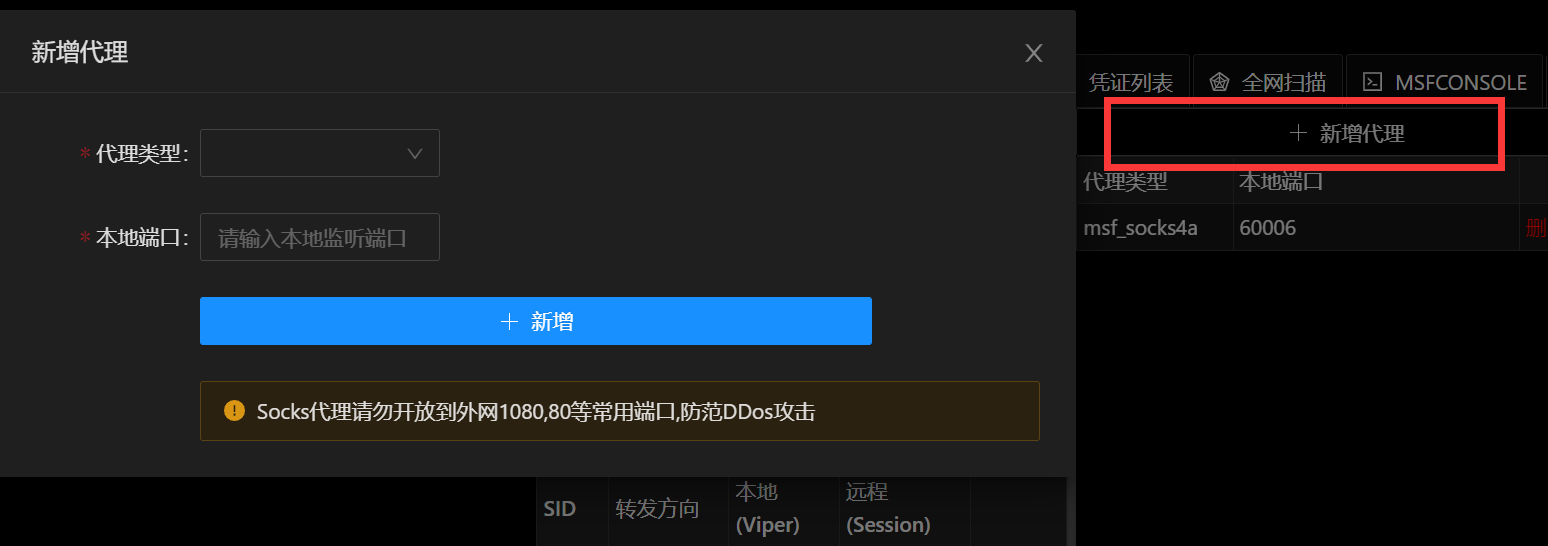 新增代理
* 代理类型:
* 本地端口: 请输入本地监听端口
新增
Socks代理请勿开放到外网1080,80等常用端口,防范DDos攻击
凭证列表 全网扫描 MSFCONSOLE
新增代理
代理类型 本地端口
msf_socks4a 60006 删
SID 转发方向 本地 (Viper) 远程 (Session)